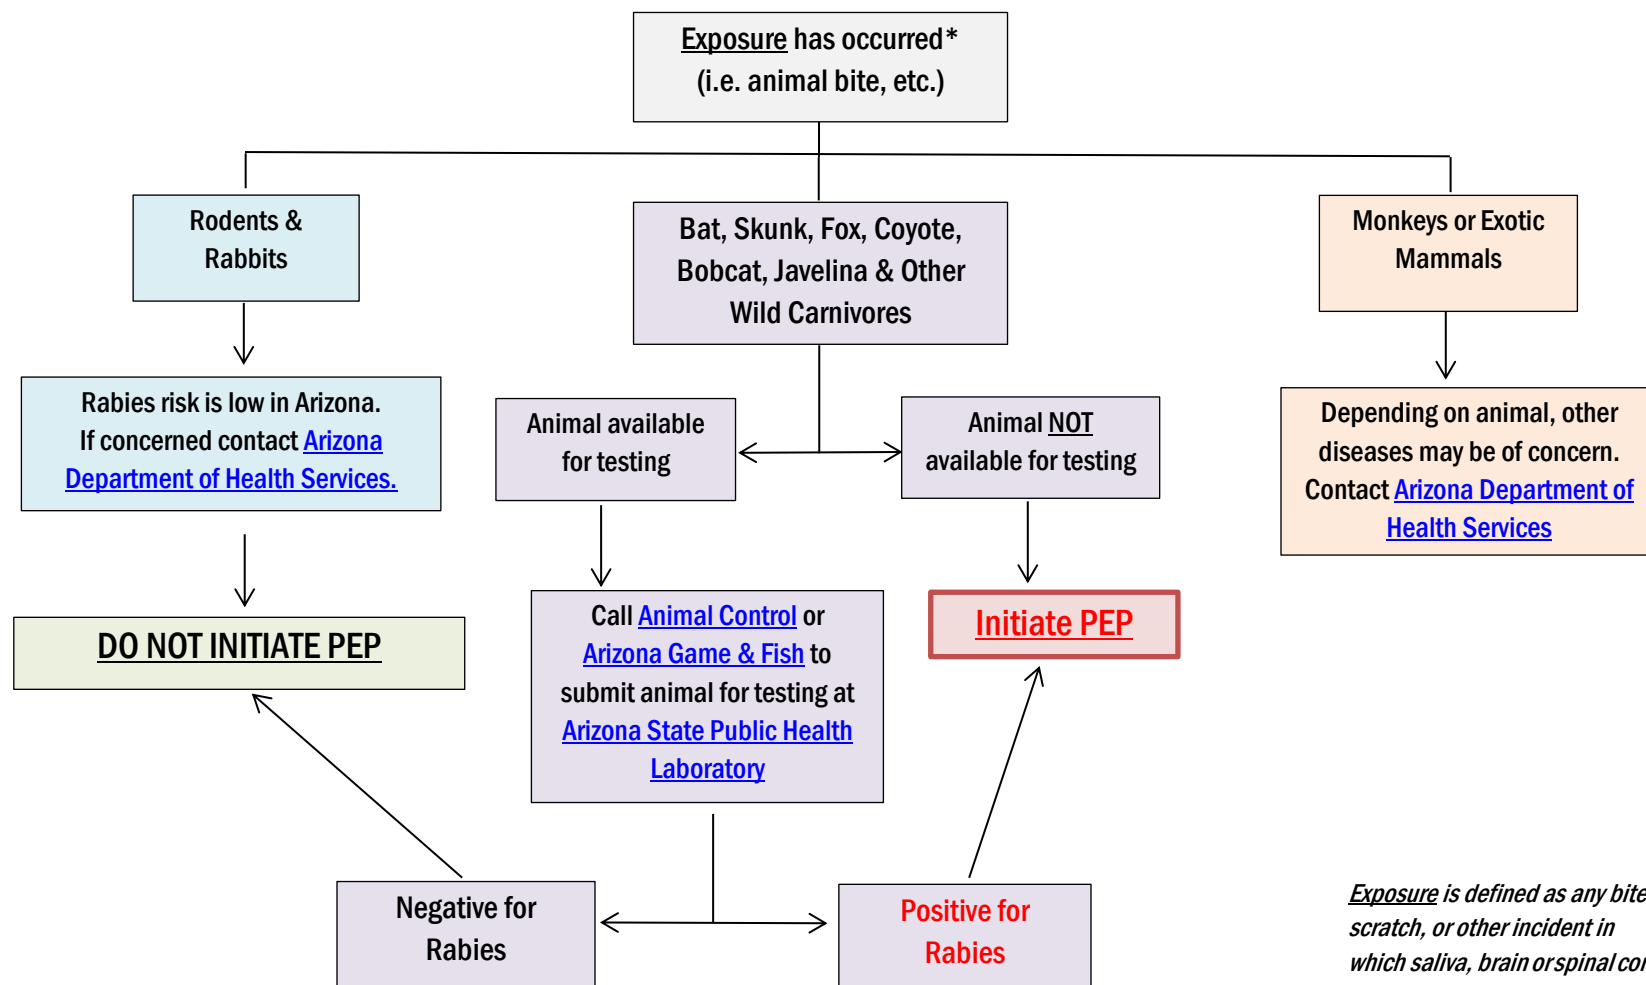 Exposure has occurred*
(i.e. animal bite, etc.)
Rodents &
Rabbits
Bat, Skunk, Fox, Coyote,
Bobcat, Javelina & Other
Wild Carnivores
Monkeys or Exotic
Mammals
Rabies risk is low in Arizona.
If concerned contact Arizona
Department of Health Services.
Animal available
for testing
Animal NOT
available for testing
Depending on animal, other
diseases may be of concern.
Contact Arizona Department of
Health Services
DO NOT INITIATE PEP
Call Animal Control or
Arizona Game & Fish to
submit animal for testing at
Arizona State Public Health
Laboratory
Initiate PEP
Negative for
Rabies
Positive for
Rabies
Exposure is defined as any bite
scratch, or other incident in
which saliva, brain or spinal